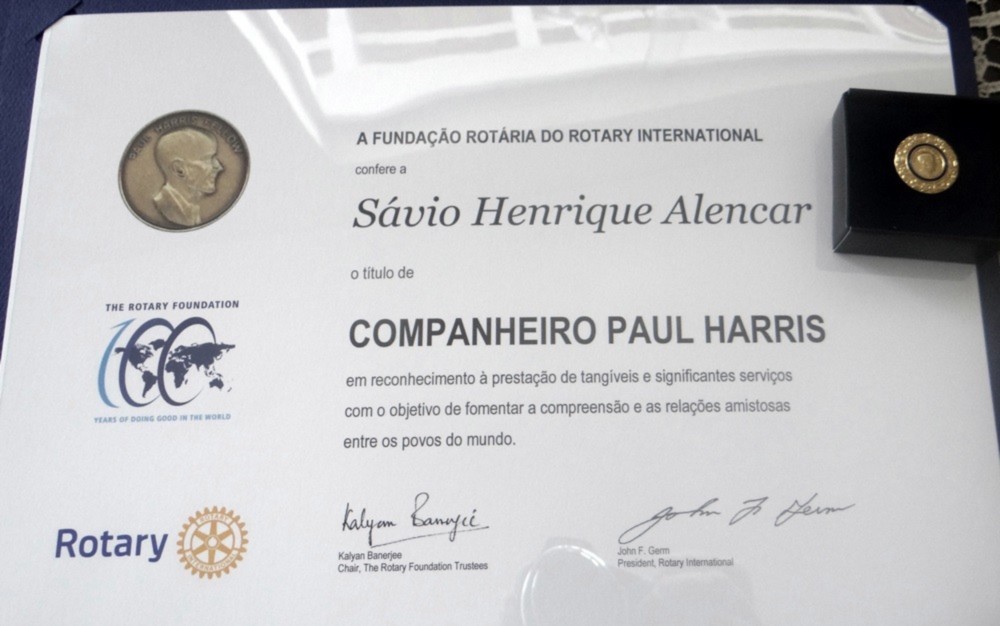 PAUL HARRIS FELLOW
A FUNDAÇÃO ROTÁRIA DO ROTARY INTERNATIONAL
confere a
Sávio Henrique Alencar
o título de
COMPANHEIRO PAUL HARRIS
em reconhecimento à prestação de tangíveis e significantes serviços
com o objetivo de fomentar a compreensão e as relações amistosas
entre os povos do mundo.
THE ROTARY FOUNDATION
100
YEARS OF DOING GOOD IN THE WORLD
Rotary
ROTARY
INTERNATIONAL
Kalyan Banerjee
Kalyan Banerjee
Chair, The Rotary Foundation Trustees
John F. Germ
John F. Germ
President, Rotary International